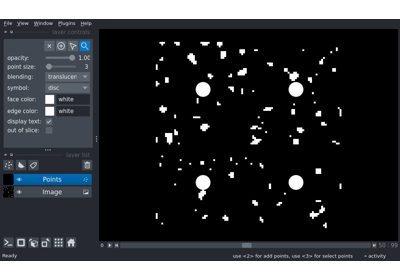 File View Window Plugins Help
layer controls
opacity: 1.00
point size: 3
blending: translucen
symbol: disc
face color: white
edge color: white
display text:
out of slice:
layer list
Points
Image
0 50 99
Ready use <2> for add points, use <3> for select points activity